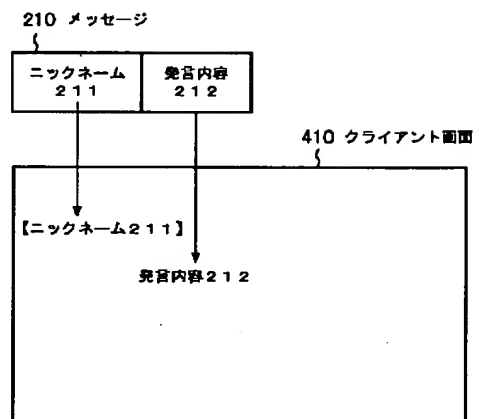 210 メッセージ
ニックネーム
211
発言内容
212
410 クライアント画面
【ニックネーム211】
発言内容212